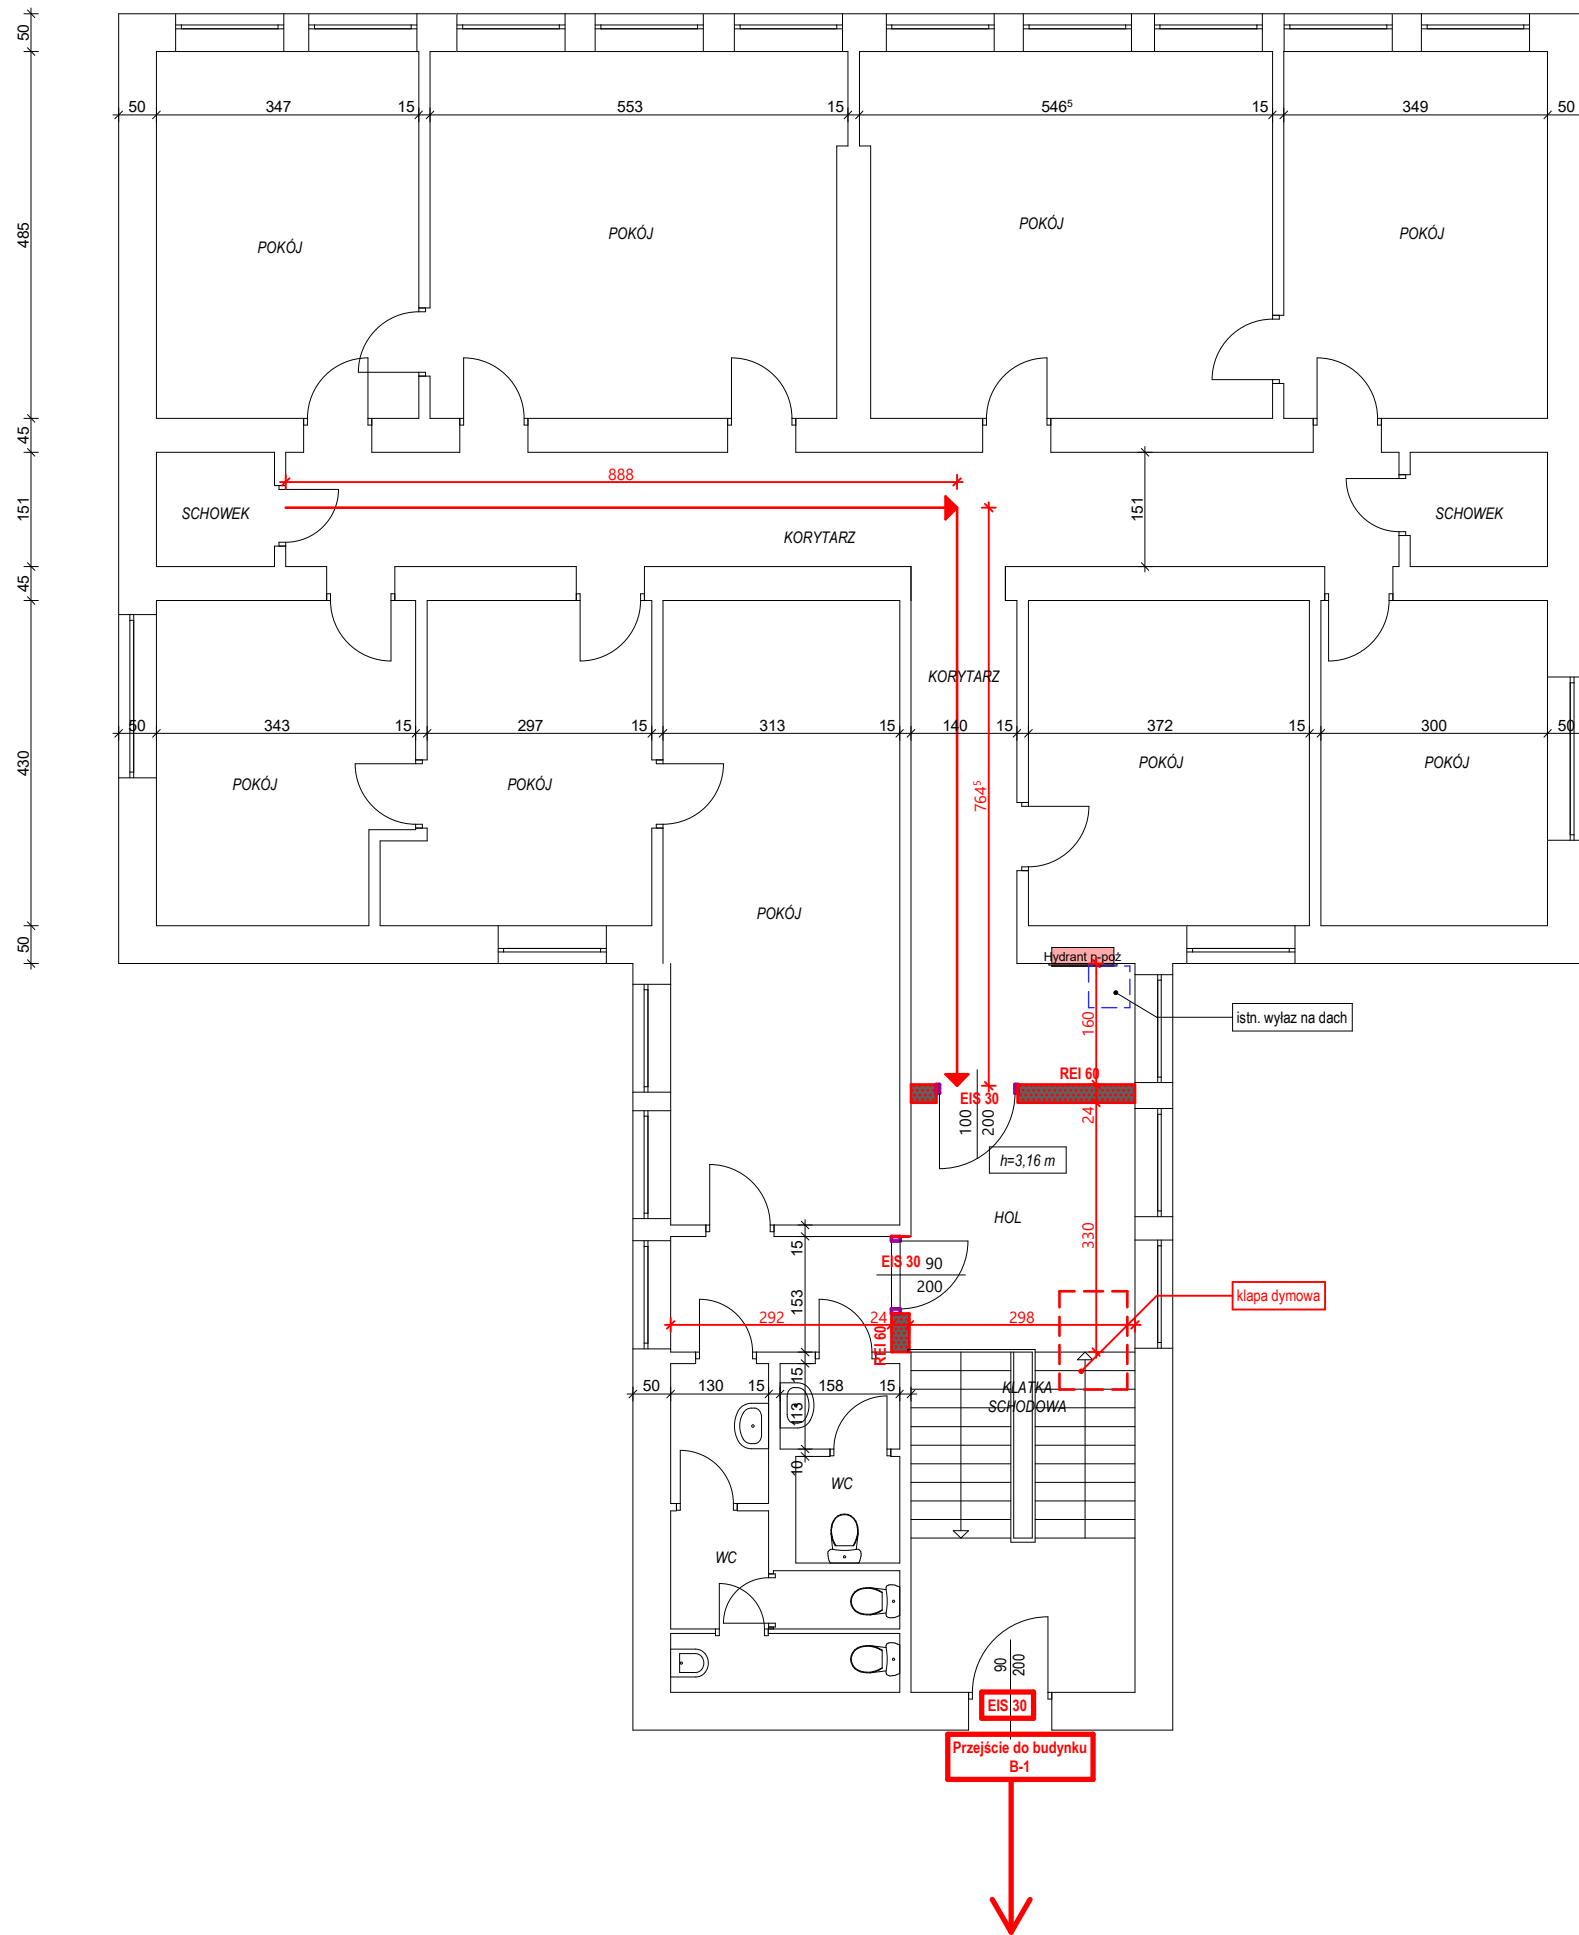 50
50 347 15 553 15 546⁵ 15 349 50
485
POKÓJ
POKÓJ
POKÓJ
POKÓJ
45
888
151
SCHOWEK
151
SCHOWEK
KORYTARZ
45
KORYTARZ
50 343 15 297 15 313 15 140 15 372 15 300 50
430
POKÓJ
POKÓJ
764⁵
POKÓJ
POKÓJ
POKÓJ
50
Hydrant p-poż
istn. wyłaz na dach
160
REI 60
EIS 30
24
100
200
h=3,16 m
HOL
330
15
EIS 30 90
200
klapa dymowa
153
292 24 298
REI 60
15
50 130 15 158 15
KLATKA
SCHODOWA
113
10
WC
WC
90
200
EIS 30
Przejście do budynku
B-1